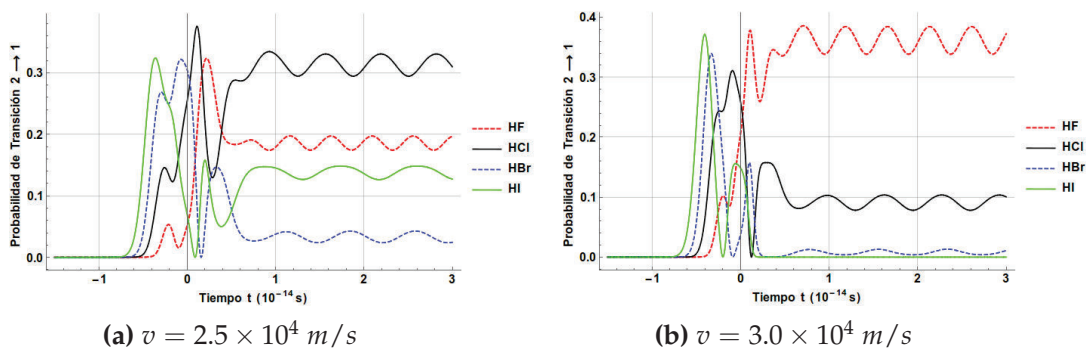 Probabilidad de Transición 2 ⟶ 1
0.3
0.2
0.1
0.0
−1
0
1
2
3
Tiempo t (10⁻¹⁴ s)
HF
HCl
HBr
HI
(a) v = 2.5 × 10⁴ m/s
Probabilidad de Transición 2 ⟶ 1
0.4
0.3
0.2
0.1
0.0
−1
0
1
2
3
Tiempo t (10⁻¹⁴ s)
HF
HCl
HBr
HI
(b) v = 3.0 × 10⁴ m/s